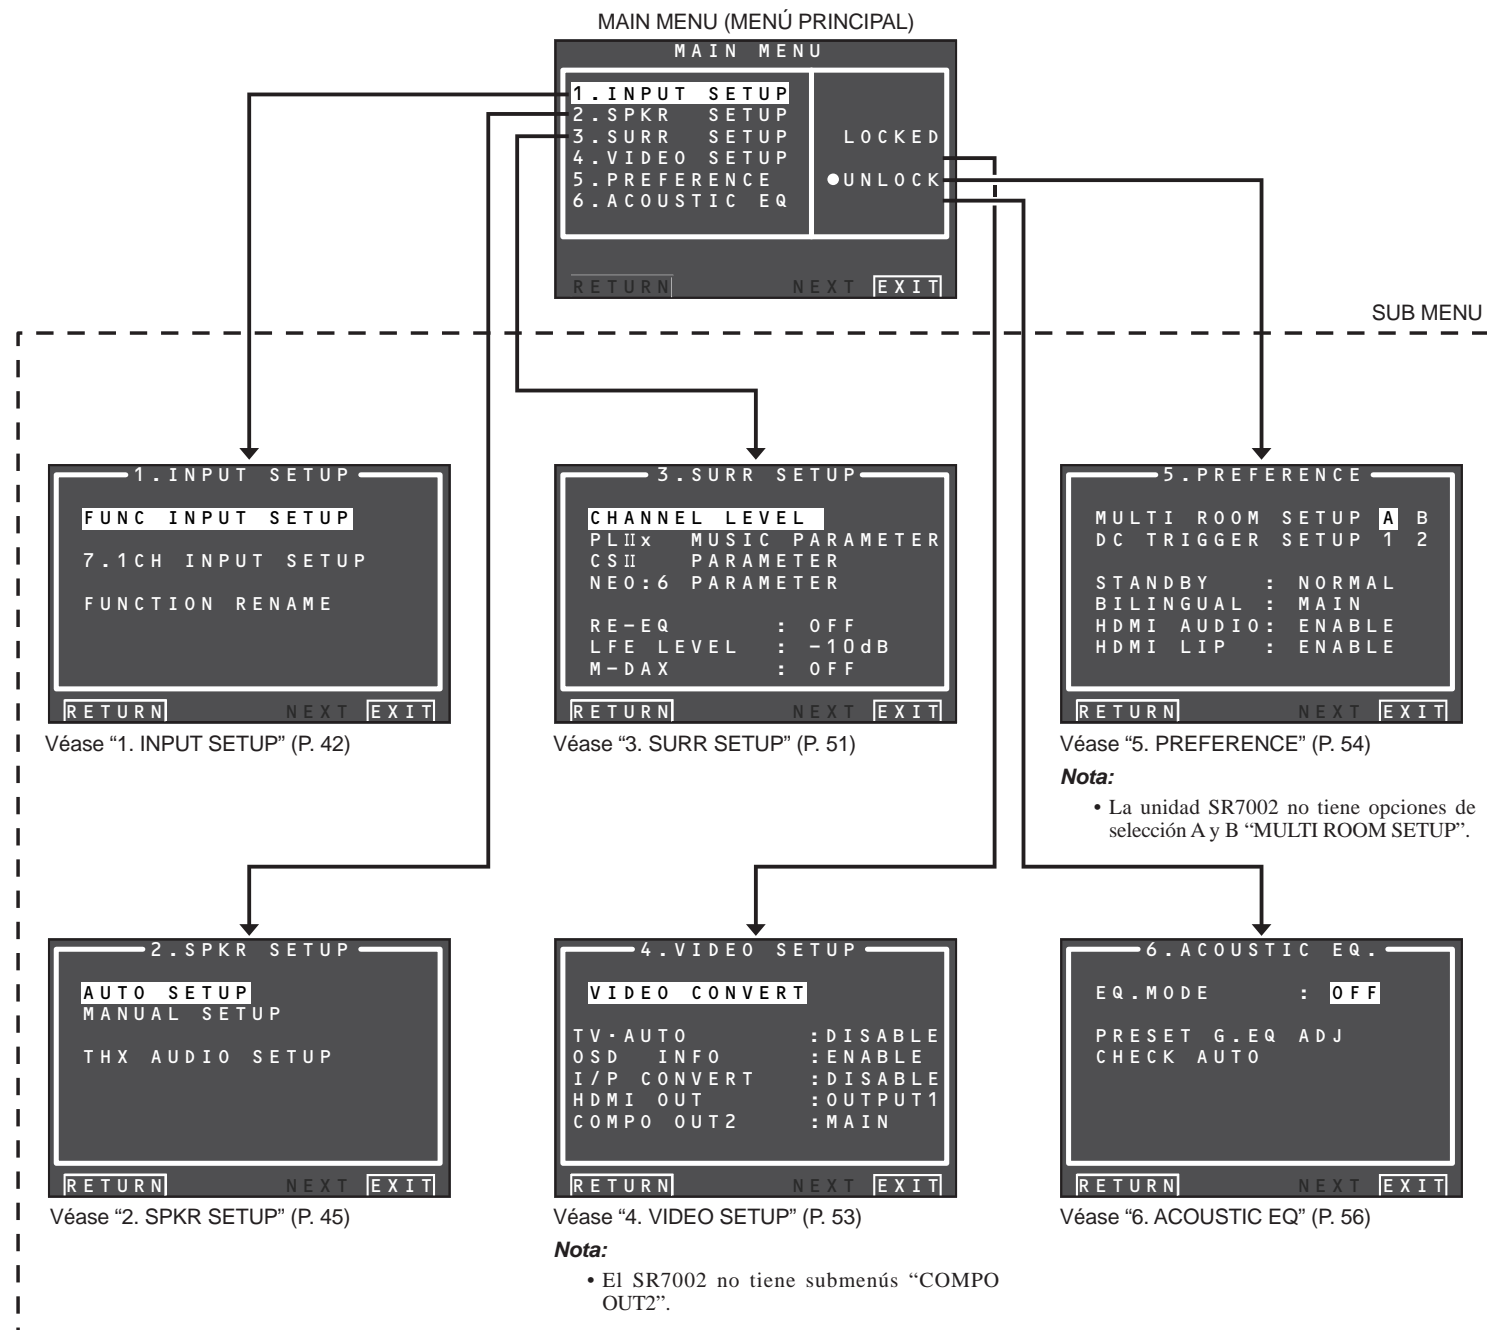 MAIN MENU (MENÚ PRINCIPAL)
MAIN MENU
1.INPUT SETUP
2.SPKR SETUP
3.SURR SETUP
4.VIDEO SETUP
5.PREFERENCE
6.ACOUSTIC EQ
LOCKED
●UNLOCK
RETURN NEXT EXIT
SUB MENU
1.INPUT SETUP
FUNC INPUT SETUP
7.1CH INPUT SETUP
FUNCTION RENAME
RETURN NEXT EXIT
Véase “1. INPUT SETUP” (P. 42)
3.SURR SETUP
CHANNEL LEVEL
PLIIx MUSIC PARAMETER
CSII PARAMETER
NEO:6 PARAMETER
RE-EQ : OFF
LFE LEVEL : -10dB
M-DAX : OFF
RETURN NEXT EXIT
Véase “3. SURR SETUP” (P. 51)
5.PREFERENCE
MULTI ROOM SETUP A B
DC TRIGGER SETUP 1 2
STANDBY : NORMAL
BILINGUAL : MAIN
HDMI AUDIO: ENABLE
HDMI LIP : ENABLE
RETURN NEXT EXIT
Véase “5. PREFERENCE” (P. 54)
Nota:
• La unidad SR7002 no tiene opciones de
selección A y B “MULTI ROOM SETUP”.
2.SPKR SETUP
AUTO SETUP
MANUAL SETUP
THX AUDIO SETUP
RETURN NEXT EXIT
Véase “2. SPKR SETUP” (P. 45)
4.VIDEO SETUP
VIDEO CONVERT
TV·AUTO :DISABLE
OSD INFO :ENABLE
I/P CONVERT :DISABLE
HDMI OUT :OUTPUT1
COMPO OUT2 :MAIN
RETURN NEXT EXIT
Véase “4. VIDEO SETUP” (P. 53)
Nota:
• El SR7002 no tiene submenús “COMPO
OUT2”.
6.ACOUSTIC EQ.
EQ.MODE : OFF
PRESET G.EQ ADJ
CHECK AUTO
RETURN NEXT EXIT
Véase “6. ACOUSTIC EQ” (P. 56)